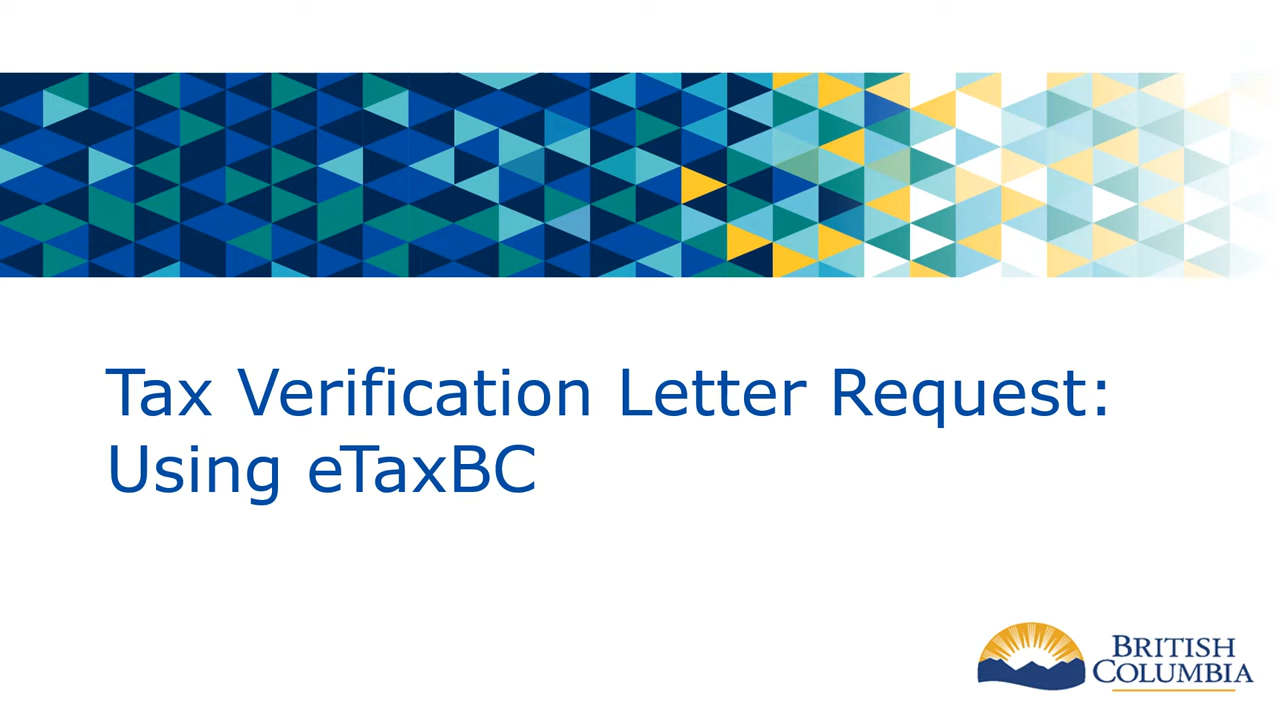 Tax Verification Letter Request:
Using eTaxBC
BRITISH
COLUMBIA